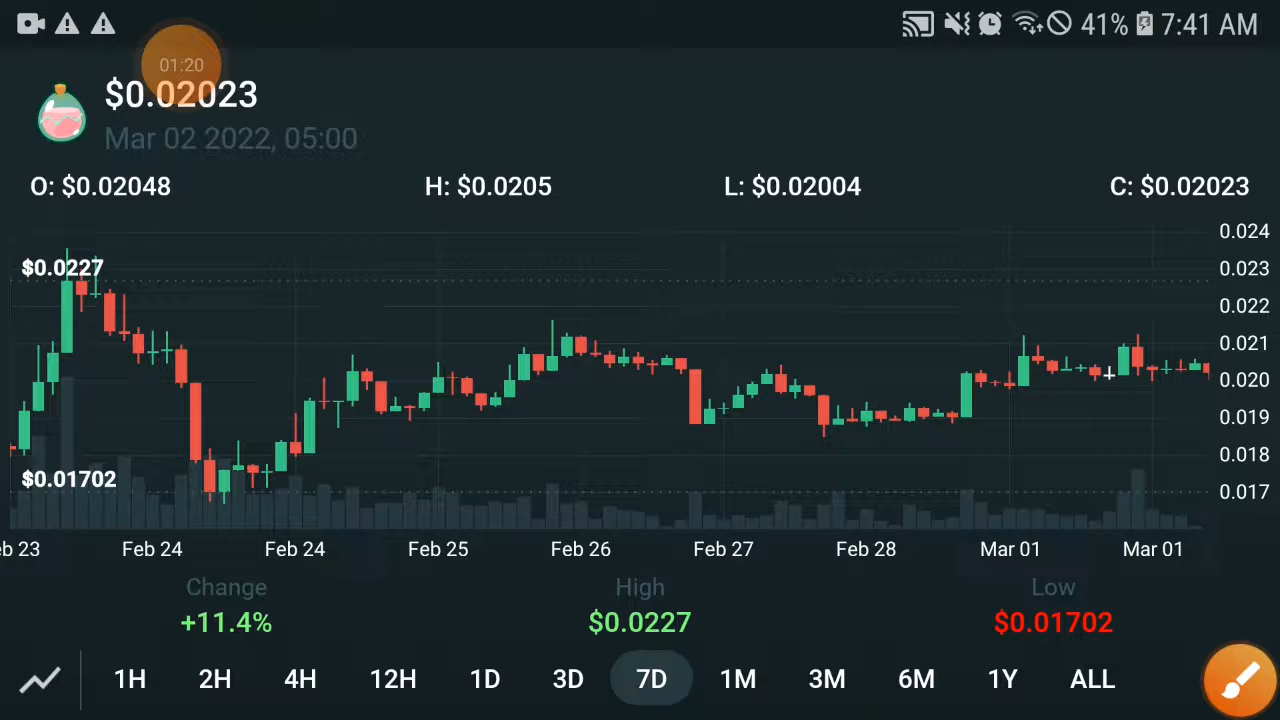 41% 7:41 AM
01:20
$0.02023
Mar 02 2022, 05:00
O: $0.02048 H: $0.0205 L: $0.02004 C: $0.02023
0.024
$0.0227 0.023
0.022
0.021
0.020
0.019
0.018
$0.01702 0.017
eb 23 Feb 24 Feb 24 Feb 25 Feb 26 Feb 27 Feb 28 Mar 01 Mar 01
Change High Low
+11.4% $0.0227 $0.01702
1H 2H 4H 12H 1D 3D 7D 1M 3M 6M 1Y ALL